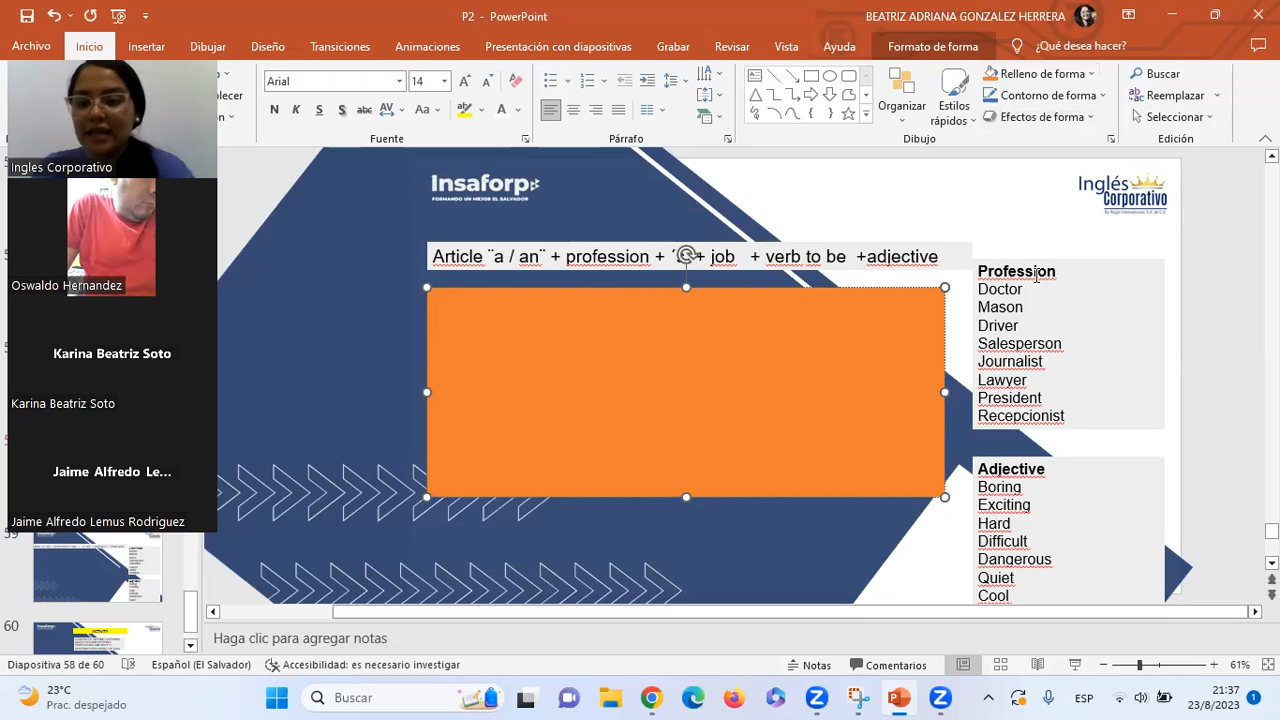 P2 - PowerPoint
BEATRIZ ADRIANA GONZALEZ HERRERA
Archivo Inicio Insertar Dibujar Diseño Transiciones Animaciones Presentación con diapositivas Grabar Revisar Vista Ayuda Formato de forma ¿Qué desea hacer?
Arial 14
Fuente
Párrafo
Organizar
Estilos rápidos
Relleno de forma
Contorno de forma
Efectos de forma
Dibujo
Buscar
Reemplazar
Seleccionar
Edición
Ingles Corporativo
Oswaldo Hernandez
Karina Beatriz Soto
Karina Beatriz Soto
Jaime Alfredo Le...
Jaime Alfredo Lemus Rodriguez
Insaforp
FORMANDO UN MEJOR EL SALVADOR
Inglés
Corporativo
Article ¨a / an¨ + profession + + job + verb to be +adjective
Profession
Doctor
Mason
Driver
Salesperson
Journalist
Lawyer
President
Recepcionist
Adjective
Boring
Exciting
Hard
Difficult
Dangerous
Quiet
Cool
60
Haga clic para agregar notas
Diapositiva 58 de 60 Español (El Salvador) Accesibilidad: es necesario investigar Notas Comentarios 61%
23°C
Prac. despejado
Buscar
ESP
21:37
23/8/2023